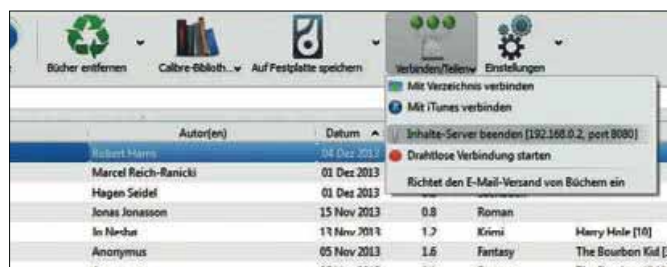 Bücher entfernen
Calibre-Biblioth...
Auf Festplatte speichern
Verbinden/Teilen
Einstellungen
Mit Verzeichnis verbinden
Mit iTunes verbinden
Inhalte-Server beenden [192.168.0.2, port 8080]
Drahtlose Verbindung starten
Richtet den E-Mail-Versand von Büchern ein
Autor(en) Datum
Robert Harris 04 Dez 2013
Marcel Reich-Ranicki 01 Dez 2013
Hagen Seidel 01 Dez 2013
Jonas Jonasson 15 Nov 2013 0.8 Roman
Jo Nesbø 13 Nov 2013 1.2 Krimi Harry Hole [10]
Anonymus 05 Nov 2013 1.6 Fantasy The Bourbon Kid